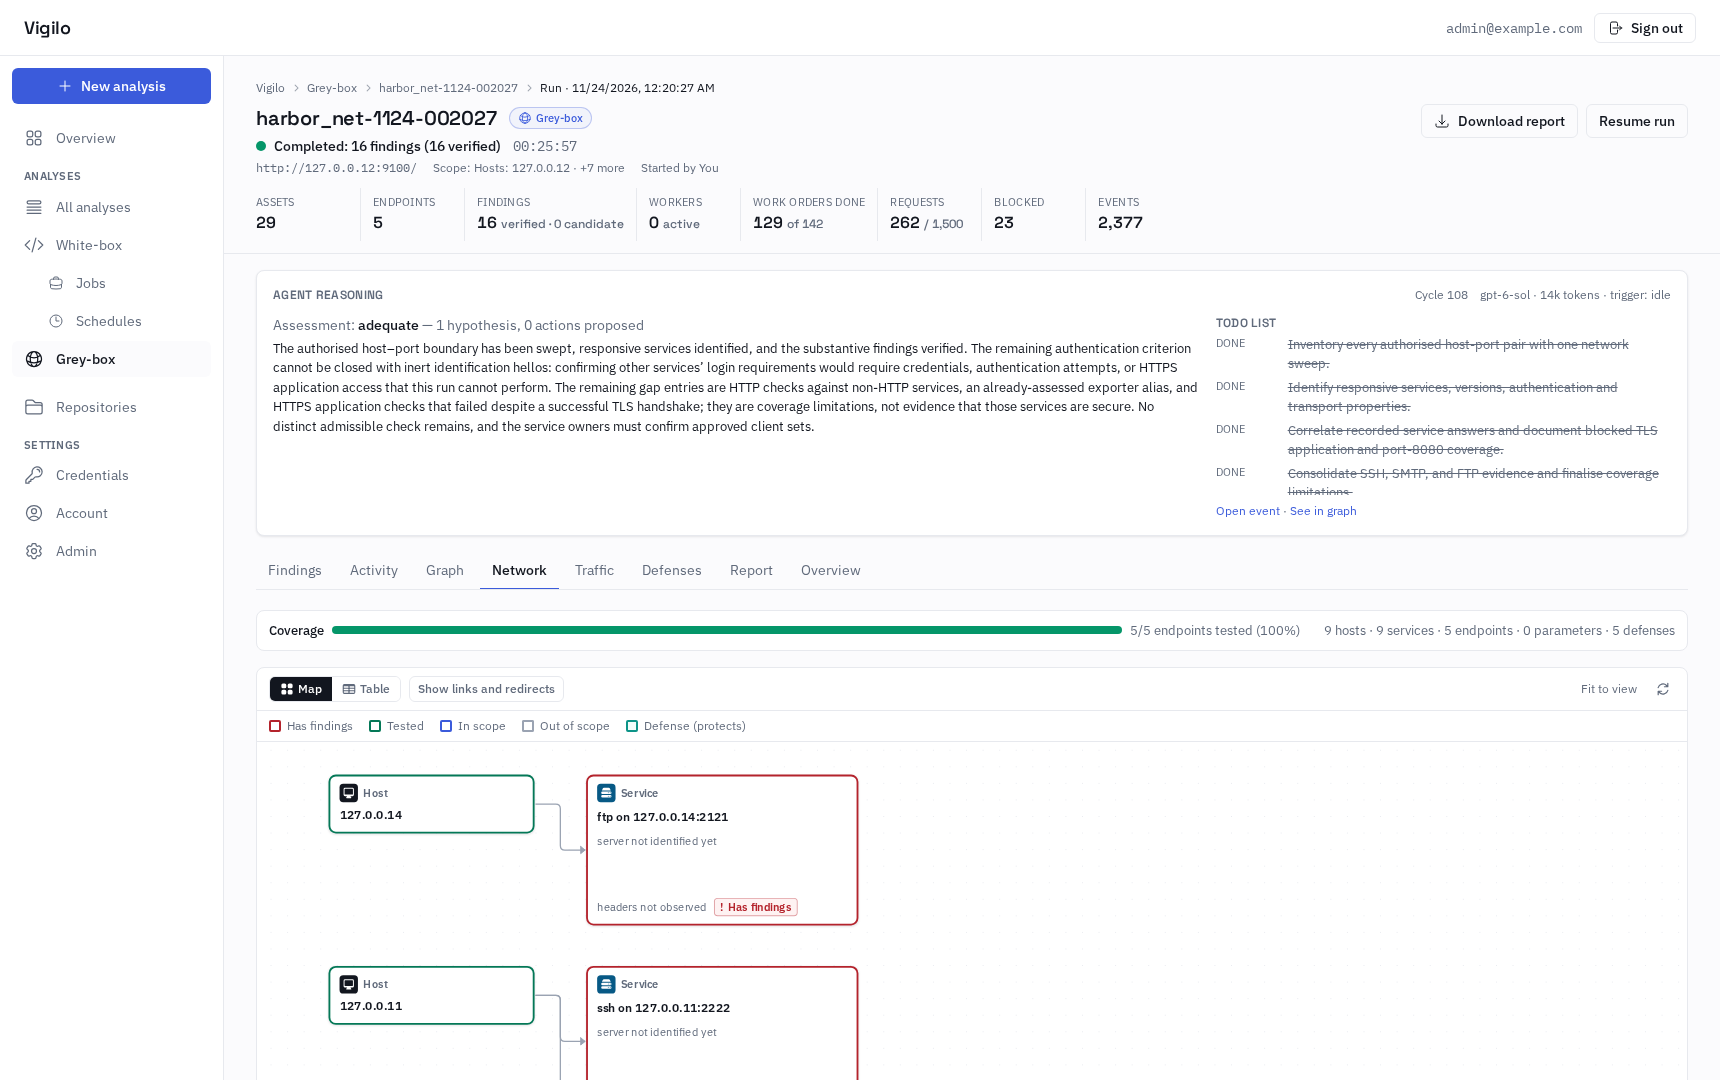 Vigilo
admin@example.com
Sign out
New analysis
Overview
ANALYSES
All analyses
White-box
Jobs
Schedules
Grey-box
Repositories
SETTINGS
Credentials
Account
Admin
Vigilo > Grey-box > harbor_net-1124-002027 > Run · 11/24/2026, 12:20:27 AM
harbor_net-1124-002027 Grey-box
Download report
Resume run
Completed: 16 findings (16 verified) 00:25:57
http://127.0.0.12:9100/ Scope: Hosts: 127.0.0.12 · +7 more Started by You
ASSETS
29
ENDPOINTS
5
FINDINGS
16 verified · 0 candidate
WORKERS
0 active
WORK ORDERS DONE
129 of 142
REQUESTS
262 / 1,500
BLOCKED
23
EVENTS
2,377
AGENT REASONING
Cycle 108 gpt-6-sol · 14k tokens · trigger: idle
Assessment: adequate — 1 hypothesis, 0 actions proposed
The authorised host–port boundary has been swept, responsive services identified, and the substantive findings verified. The remaining authentication criterion
cannot be closed with inert identification hellos: confirming other services’ login requirements would require credentials, authentication attempts, or HTTPS
application access that this run cannot perform. The remaining gap entries are HTTP checks against non-HTTP services, an already-assessed exporter alias, and
HTTPS application checks that failed despite a successful TLS handshake; they are coverage limitations, not evidence that those services are secure. No
distinct admissible check remains, and the service owners must confirm approved client sets.
TODO LIST
DONE Inventory every authorised host-port pair with one network
sweep.
DONE Identify responsive services, versions, authentication and
transport properties.
DONE Correlate recorded service answers and document blocked TLS
application and port-8080 coverage.
DONE Consolidate SSH, SMTP, and FTP evidence and finalise coverage
limitations.
Open event · See in graph
Findings Activity Graph Network Traffic Defenses Report Overview
Coverage 5/5 endpoints tested (100%) 9 hosts · 9 services · 5 endpoints · 0 parameters · 5 defenses
Map Table Show links and redirects Fit to view
Has findings Tested In scope Out of scope Defense (protects)
Host
127.0.0.14
Service
ftp on 127.0.0.14:2121
server not identified yet
headers not observed ! Has findings
Host
127.0.0.11
Service
ssh on 127.0.0.11:2222
server not identified yet